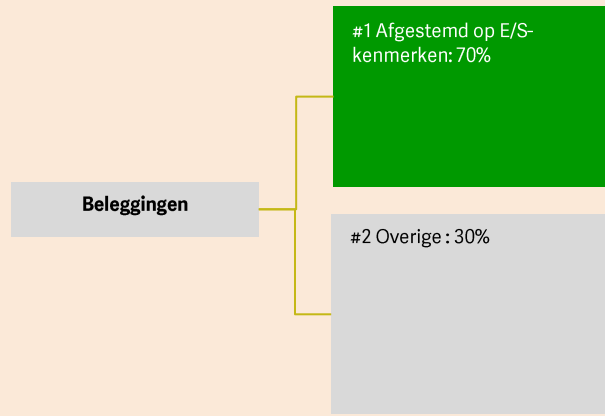 #1 Afgestemd op E/S-
kenmerken: 70%
Beleggingen
#2 Overige : 30%